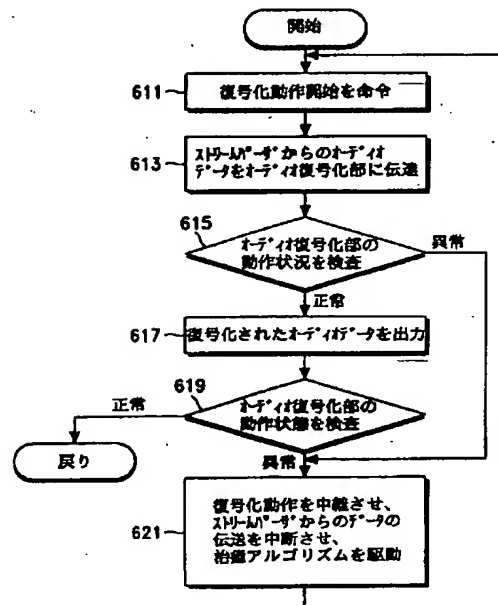 開始
611
復号化動作開始を命令
613
ｽﾄﾘｰﾑﾊﾟｰｻﾞからのｵｰﾃﾞｨｵ
データをオーディオ復号化部に伝達
615
ｵｰﾃﾞｨｵ復号化部の
動作状況を検査
異常
正常
617
復号化されたｵｰﾃﾞｨｵﾃﾞｰﾀを出力
619
ｵｰﾃﾞｨｵ復号化部の
動作状態を検査
正常
戻り
異常
621
復号化動作を中継させ、
ｽﾄﾘｰﾑﾊﾟｰｻﾞからのﾃﾞｰﾀの
伝送を中断させ、
治癒アルゴリズムを駆動